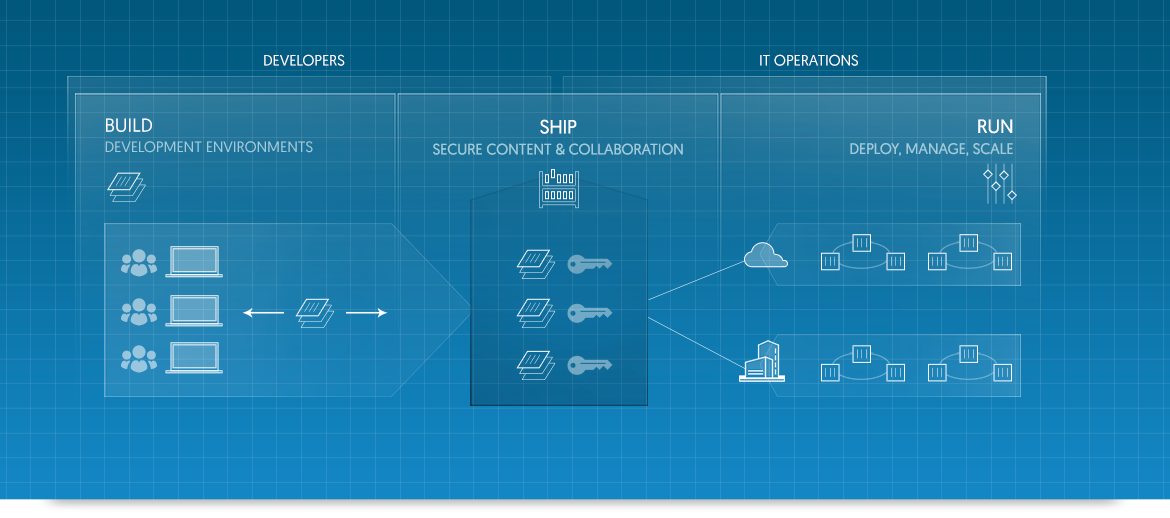 DEVELOPERS
IT OPERATIONS
BUILD
DEVELOPMENT ENVIRONMENTS
SHIP
SECURE CONTENT & COLLABORATION
RUN
DEPLOY, MANAGE, SCALE